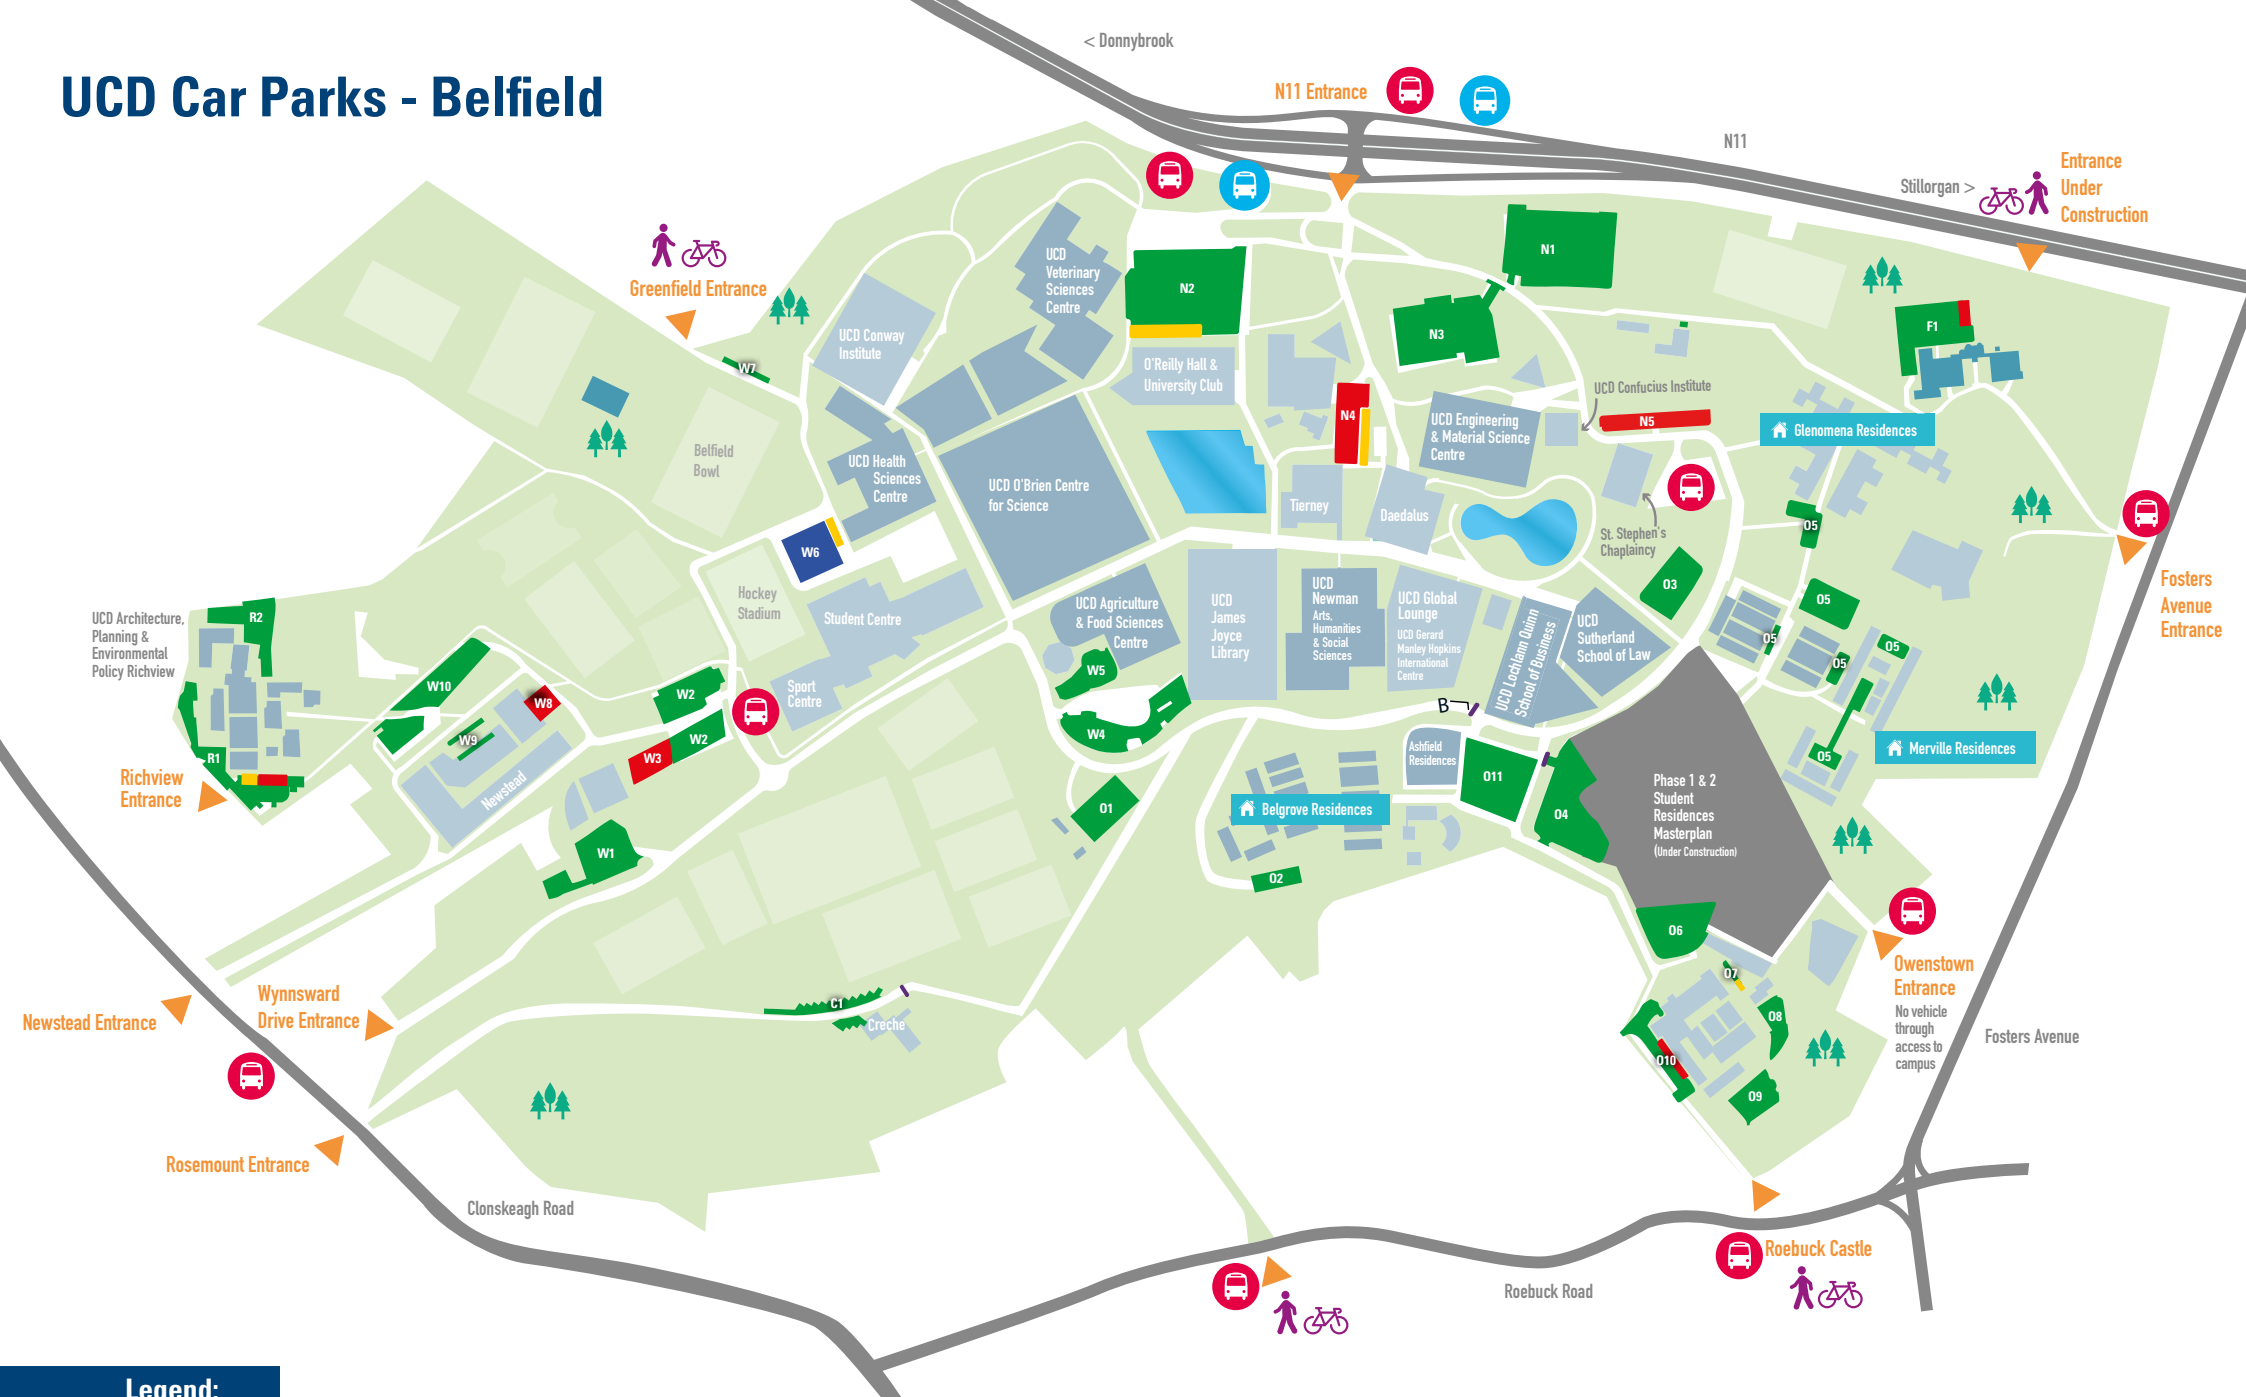 UCD Car Parks - Belfield
< Donnybrook
N11 Entrance
N11
Stillorgan >
Entrance
Under
Construction
Greenfield Entrance
UCD
Veterinary
Sciences
Centre
N1
N2
N3
F1
UCD Conway
Institute
O'Reilly Hall &
University Club
W7
N4
UCD Confucius Institute
N5
UCD Engineering
& Material Science
Centre
Glenomena Residences
Belfield
Bowl
UCD Health
Sciences
Centre
UCD O'Brien Centre
for Science
Tierney
Daedalus
St. Stephen's
Chaplaincy
O5
W6
O3
Fosters
Avenue
Entrance
Hockey
Stadium
Student Centre
UCD Agriculture
& Food Sciences
Centre
UCD
James
Joyce
Library
UCD
Newman
Arts,
Humanities
& Social
Sciences
UCD Global
Lounge
UCD Gerard
Manley Hopkins
International
Centre
UCD Lochlann Quinn
School of Business
UCD
Sutherland
School of Law
O5
O5
O5
O5
UCD Architecture,
Planning &
Environmental
Policy Richview
R2
W10
W8
W2
Sport
Centre
W5
W9
W2
W3
W4
B
Ashfield
Residences
O11
Merville Residences
O5
R1
Richview
Entrance
Newstead
O1
Belgrove Residences
O4
Phase 1 & 2
Student
Residences
Masterplan
(Under Construction)
W1
O2
O6
O7
Owenstown
Entrance
No vehicle
through
access to
campus
Wynnsward
Drive Entrance
Newstead Entrance
C1
Creche
O8
O10
O9
Fosters Avenue
Rosemount Entrance
Clonskeagh Road
Roebuck Castle
Roebuck Road
Legend: